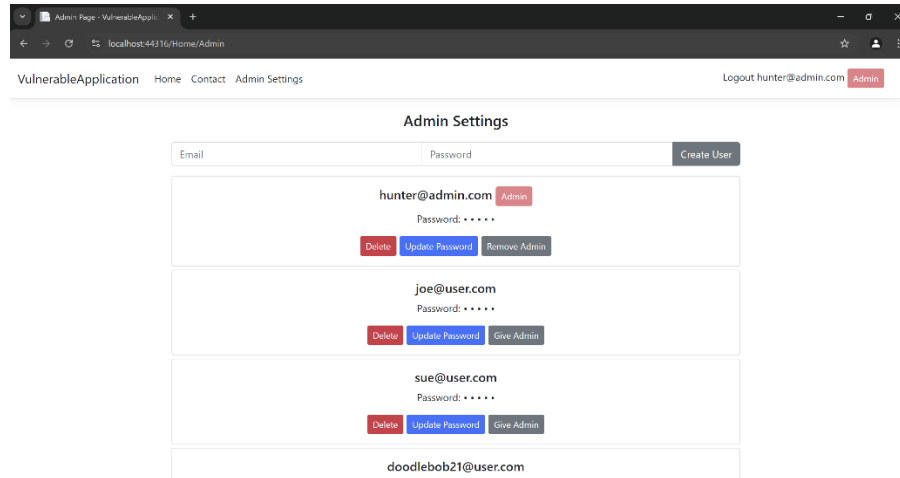 Admin Page - VulnerableApplic
localhost:44316/Home/Admin
VulnerableApplication Home Contact Admin Settings Logout hunter@admin.com Admin
Admin Settings
Email Password Create User
hunter@admin.com Admin
Password: •••••
Delete Update Password Remove Admin
joe@user.com
Password: •••••
Delete Update Password Give Admin
sue@user.com
Password: •••••
Delete Update Password Give Admin
doodlebob21@user.com